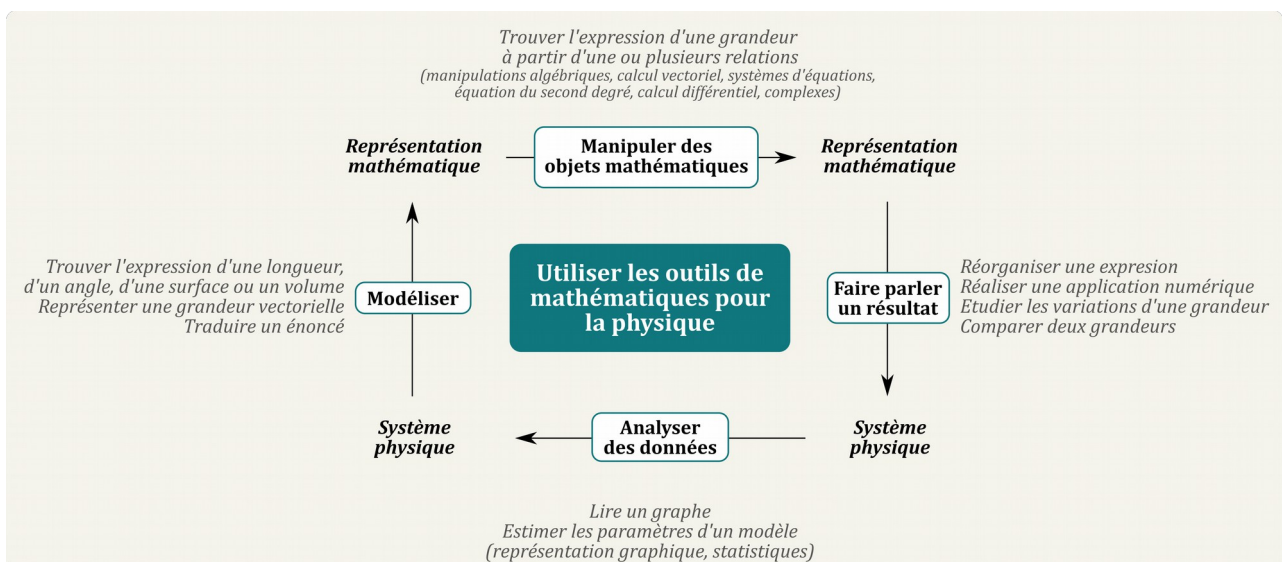 Trouver l'expression d'une grandeur
à partir d'une ou plusieurs relations
(manipulations algébriques, calcul vectoriel, systèmes d'équations,
équation du second degré, calcul différentiel, complexes)
Représentation
mathématique
Manipuler des
objets mathématiques
Représentation
mathématique
Trouver l'expression d'une longueur,
d'un angle, d'une surface ou un volume
Représenter une grandeur vectorielle
Traduire un énoncé
Modéliser
Utiliser les outils de
mathématiques pour
la physique
Faire parler
un résultat
Réorganiser une expresion
Réaliser une application numérique
Etudier les variations d'une grandeur
Comparer deux grandeurs
Système
physique
Analyser
des données
Système
physique
Lire un graphe
Estimer les paramètres d'un modèle
(représentation graphique, statistiques)